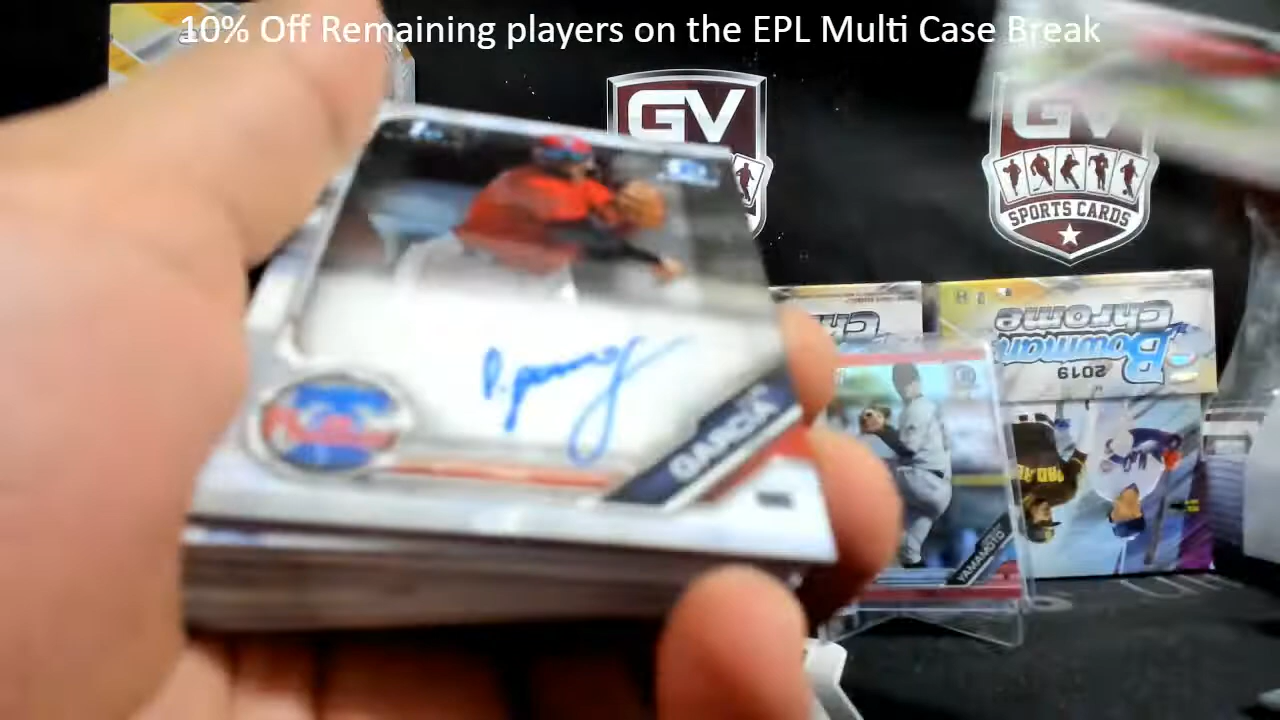 10% Off Remaining players on the EPL Multi Case Break
GV
GV
SPORTS CARDS
Phillies
GARCIA
Chrome
Bowman
2019
YAMAMOTO